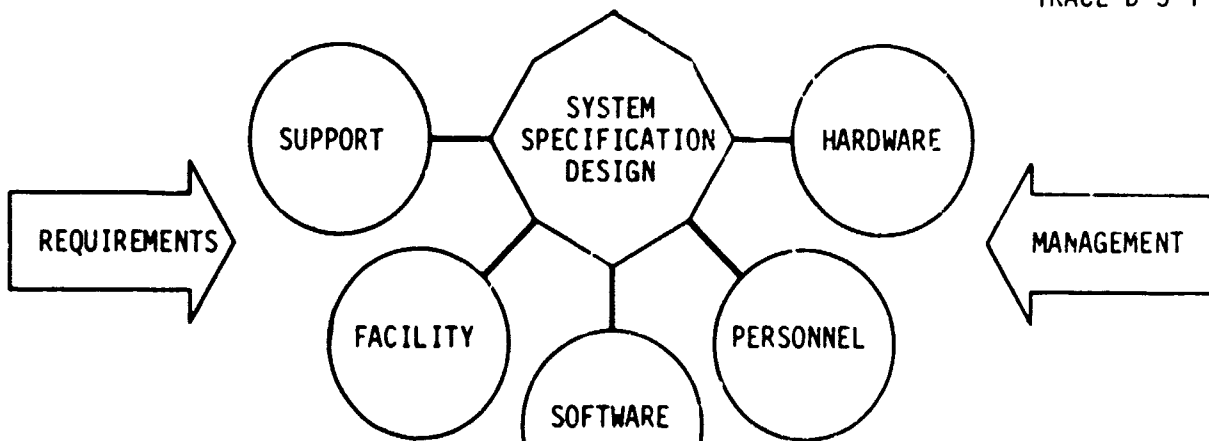 SYSTEM
SPECIFICATION
DESIGN
SUPPORT
HARDWARE
REQUIREMENTS
MANAGEMENT
FACILITY
PERSONNEL
SOFTWARE